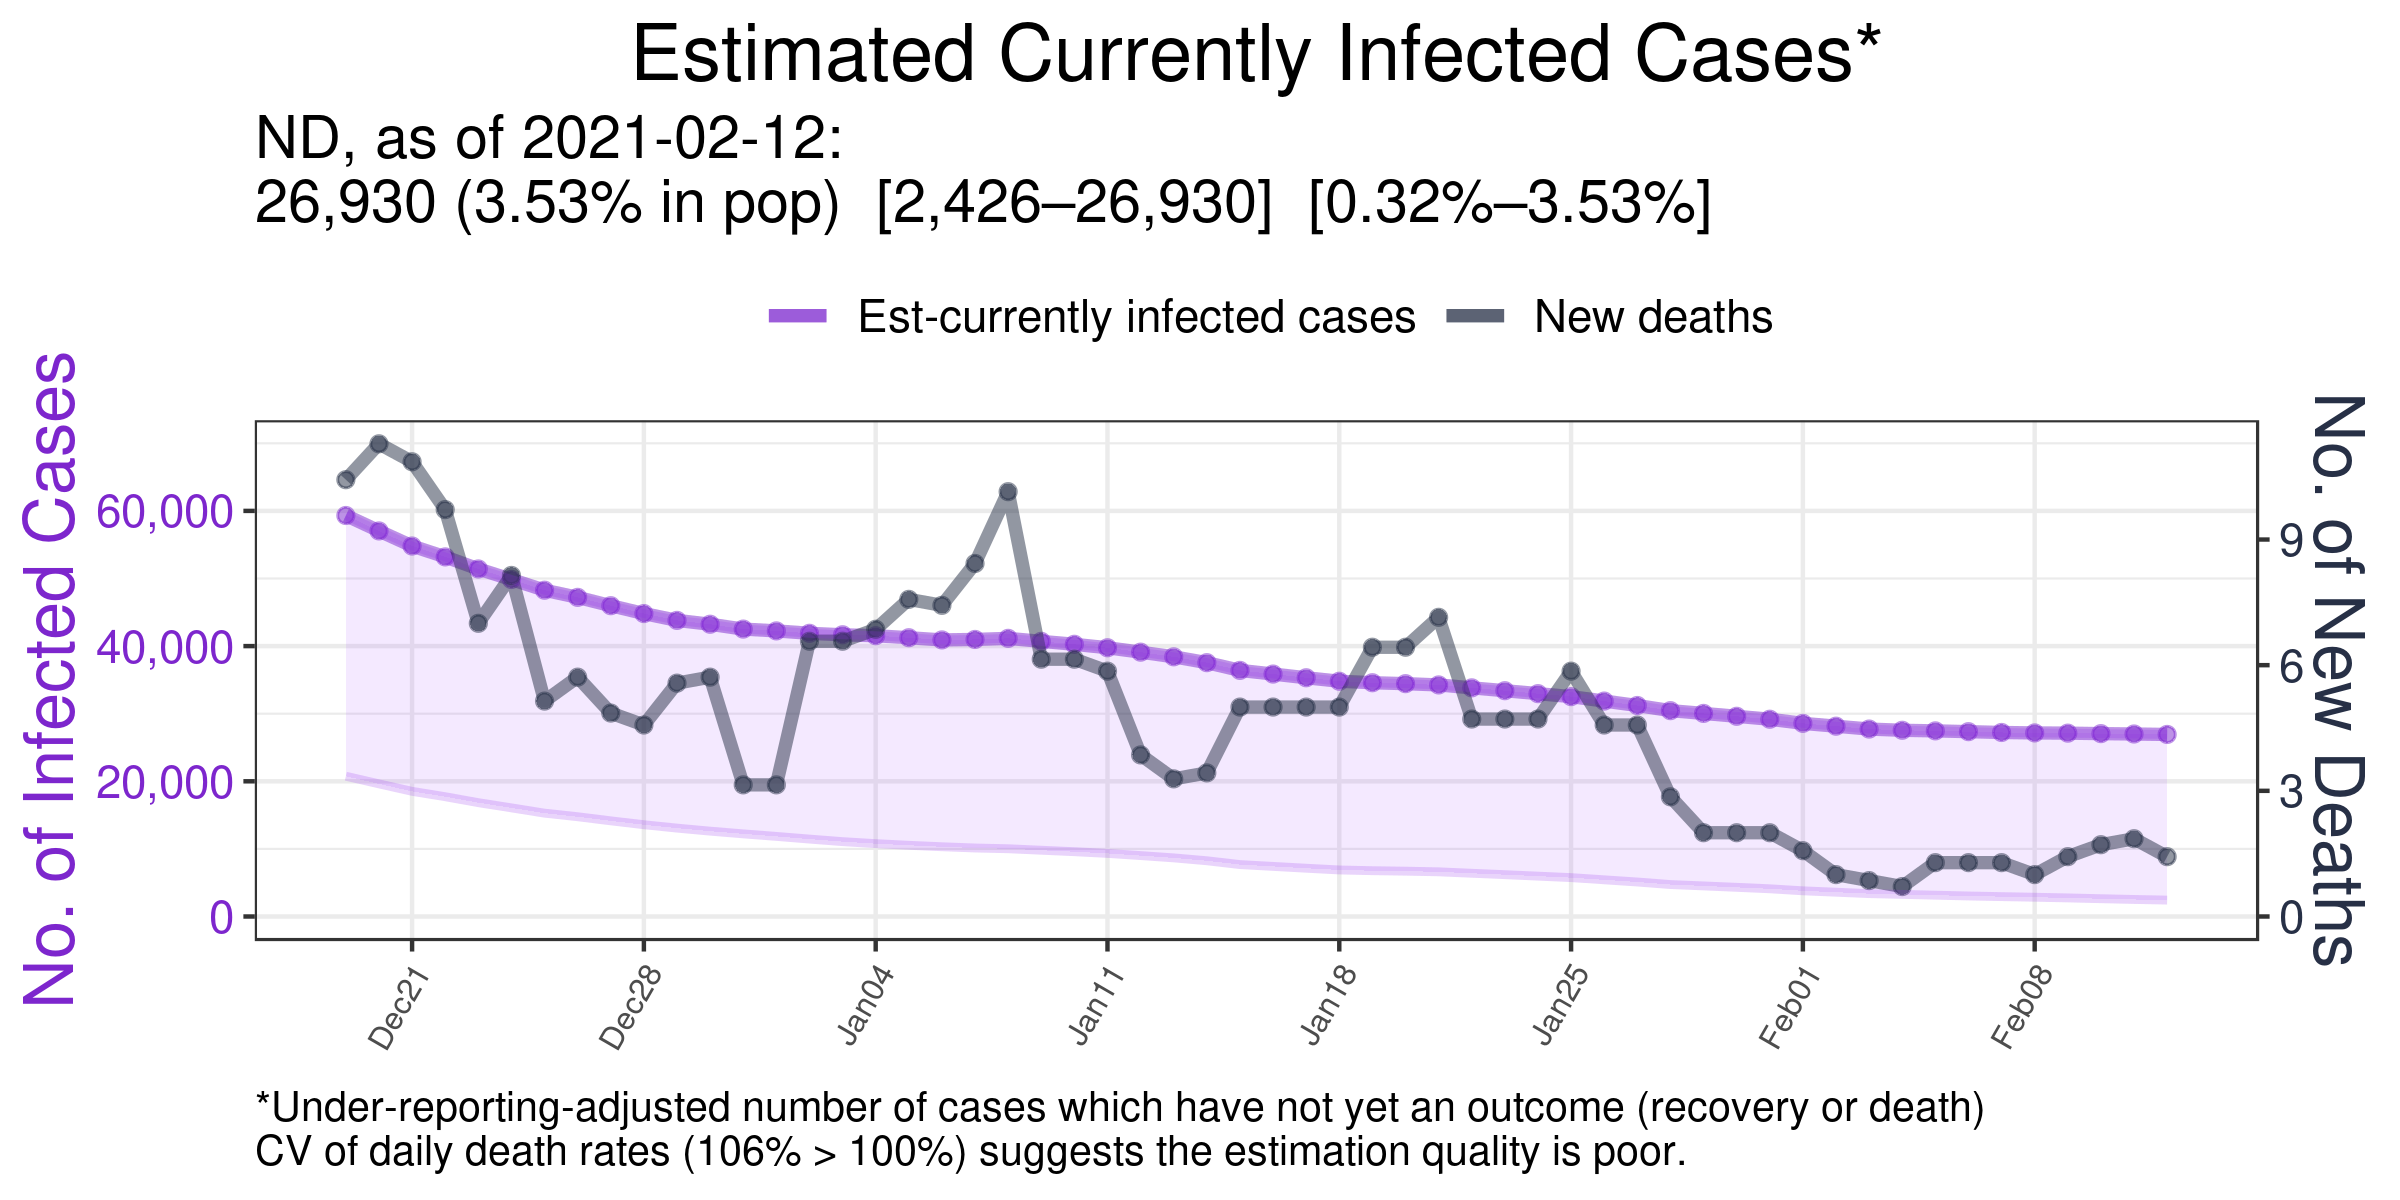 Estimated Currently Infected Cases*
ND, as of 2021-02-12:
26,930 (3.53% in pop)  [2,426–26,930]  [0.32%–3.53%]
Est-currently infected cases
New deaths
No. of Infected Cases
60,000
40,000
20,000
0
9
6
3
0
No. of New Deaths
Dec21
Dec28
Jan04
Jan11
Jan18
Jan25
Feb01
Feb08
*Under-reporting-adjusted number of cases which have not yet an outcome (recovery or death)
CV of daily death rates (106% > 100%) suggests the estimation quality is poor.